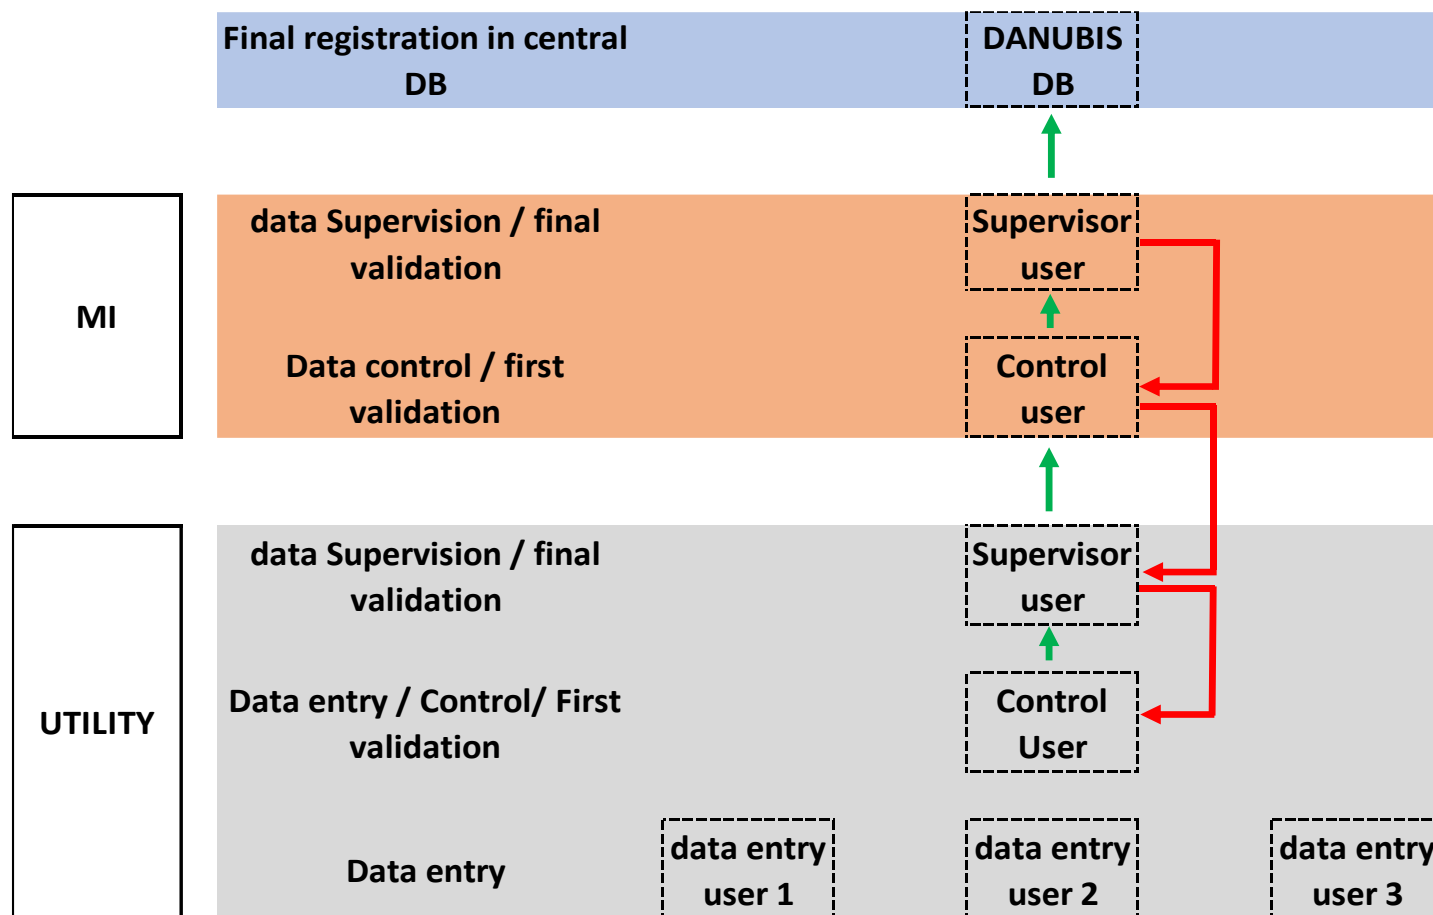 Final registration in central
DB
DANUBIS
DB
MI
data Supervision / final
validation
Supervisor
user
Data control / first
validation
Control
user
UTILITY
data Supervision / final
validation
Supervisor
user
Data entry / Control/ First
validation
Control
User
Data entry
data entry
user 1
data entry
user 2
data entry
user 3